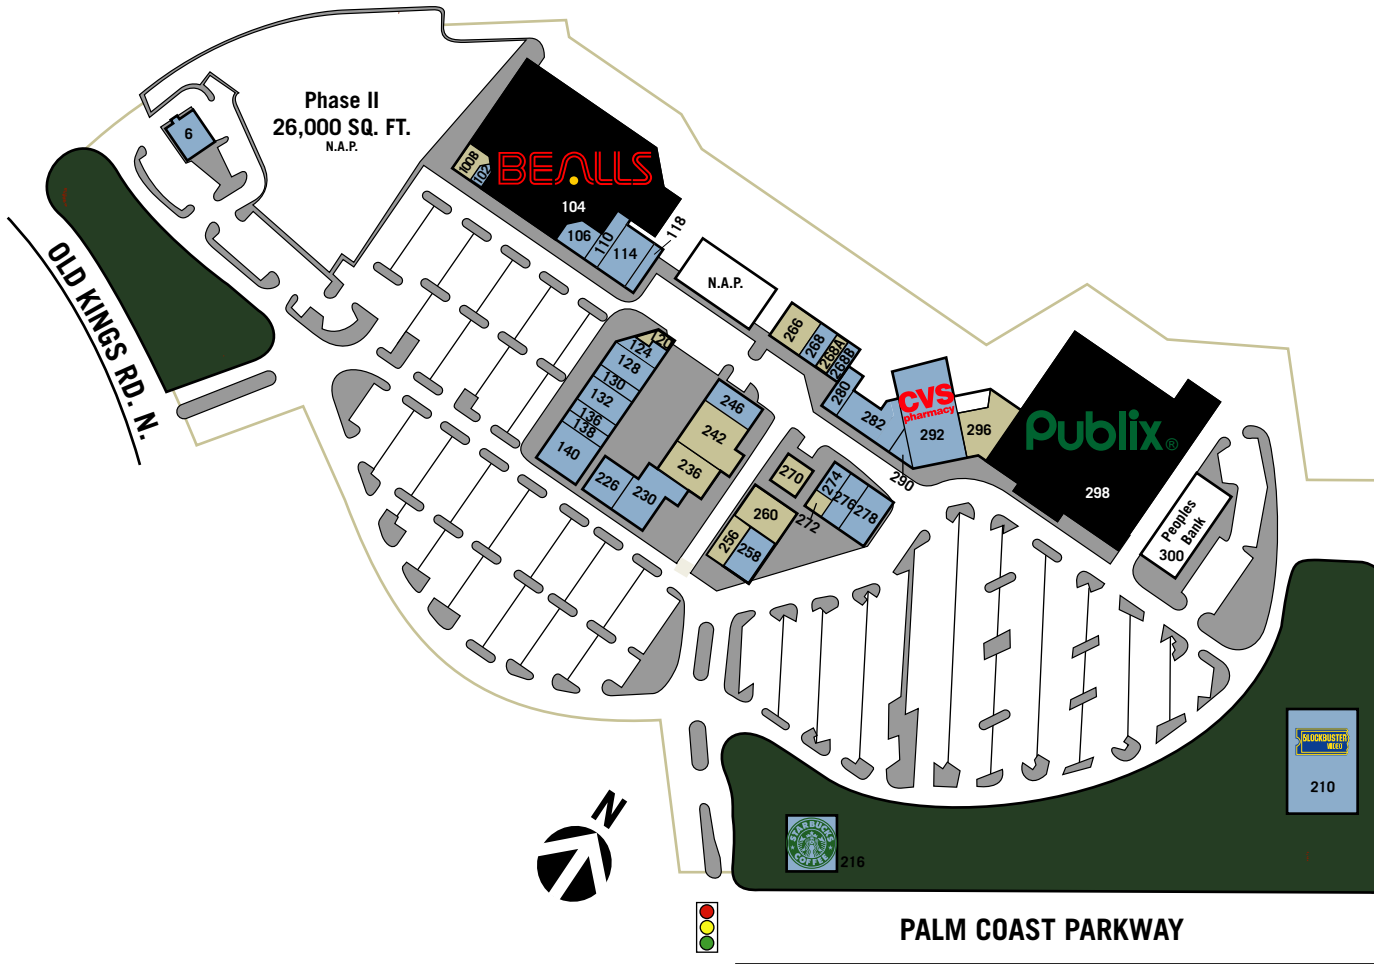 Phase II
26,000 SQ. FT.
N.A.P.
6
100B
102
BEALLS
104
106
110
114
118
N.A.P.
OLD KINGS RD. N.
120
124
128
130
132
136
138
140
226
230
246
242
236
266
268
268A
268B
280
282
290
CVS
pharmacy
292
296
Publix®
298
Peoples
Bank
300
270
272
274
276
278
260
256
258
BLOCKBUSTER
VIDEO
210
STARBUCKS
COFFEE
216
N
PALM COAST PARKWAY